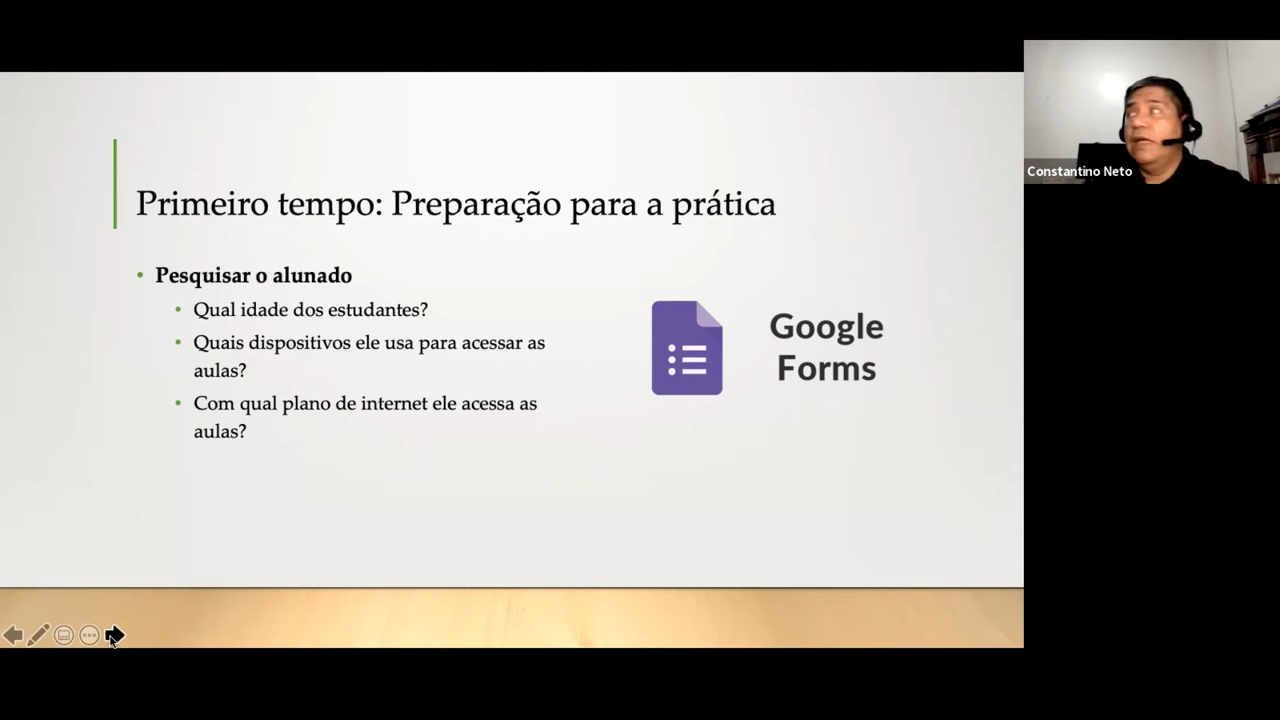 Primeiro tempo: Preparação para a prática
Pesquisar o alunado
Qual idade dos estudantes?
Quais dispositivos ele usa para acessar as
aulas?
Com qual plano de internet ele acessa as
aulas?
Google
Forms
Constantino Neto